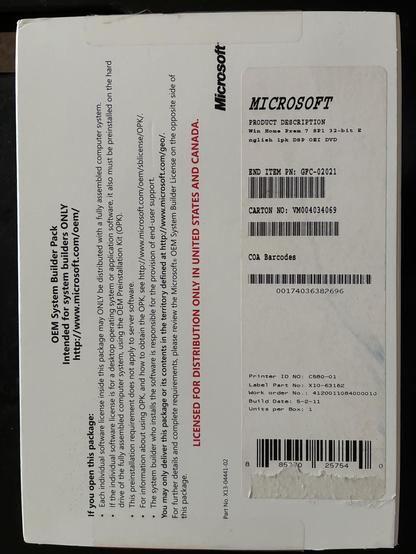 OEM System Builder Pack
Intended for system builders ONLY
http://www.microsoft.com/oem/
If you open this package:
• Each individual software license inside this package may ONLY be distributed with a fully assembled computer system.
• If the individual software license is for a desktop operating system or application software, it also must be preinstalled on the hard
drive of the fully assembled computer system, using the OEM Preinstallation Kit (OPK).
• This preinstallation requirement does not apply to server software.
• For information about using OPK, and how to obtain the OPK, see http://www.microsoft.com/oem/sblicense/OPK/.
• The system builder who installs the software is responsible for the provision of end-user support.
You may only deliver this package or its contents in the territory defined at http://www.microsoft.com/geo/.
For further details and complete requirements, please review the Microsoft® OEM System Builder License on the opposite side of
this package.
LICENSED FOR DISTRIBUTION ONLY IN UNITED STATES AND CANADA.
Microsoft®
Part No. X13-04441-02
MICROSOFT
PRODUCT DESCRIPTION
Win Home Prem 7 SP1 32-bit E
nglish 1pk DSP OEI DVD
END ITEM PN: GFC-02021
CARTON NO: VM004034069
COA Barcodes
00174036382696
Printer ID NO: C580-01
Label Part No: X10-63162
Work order No.: 4120011084000010
Build Date: 5-2-11
Units per Box: 1
8 85370 25754 0